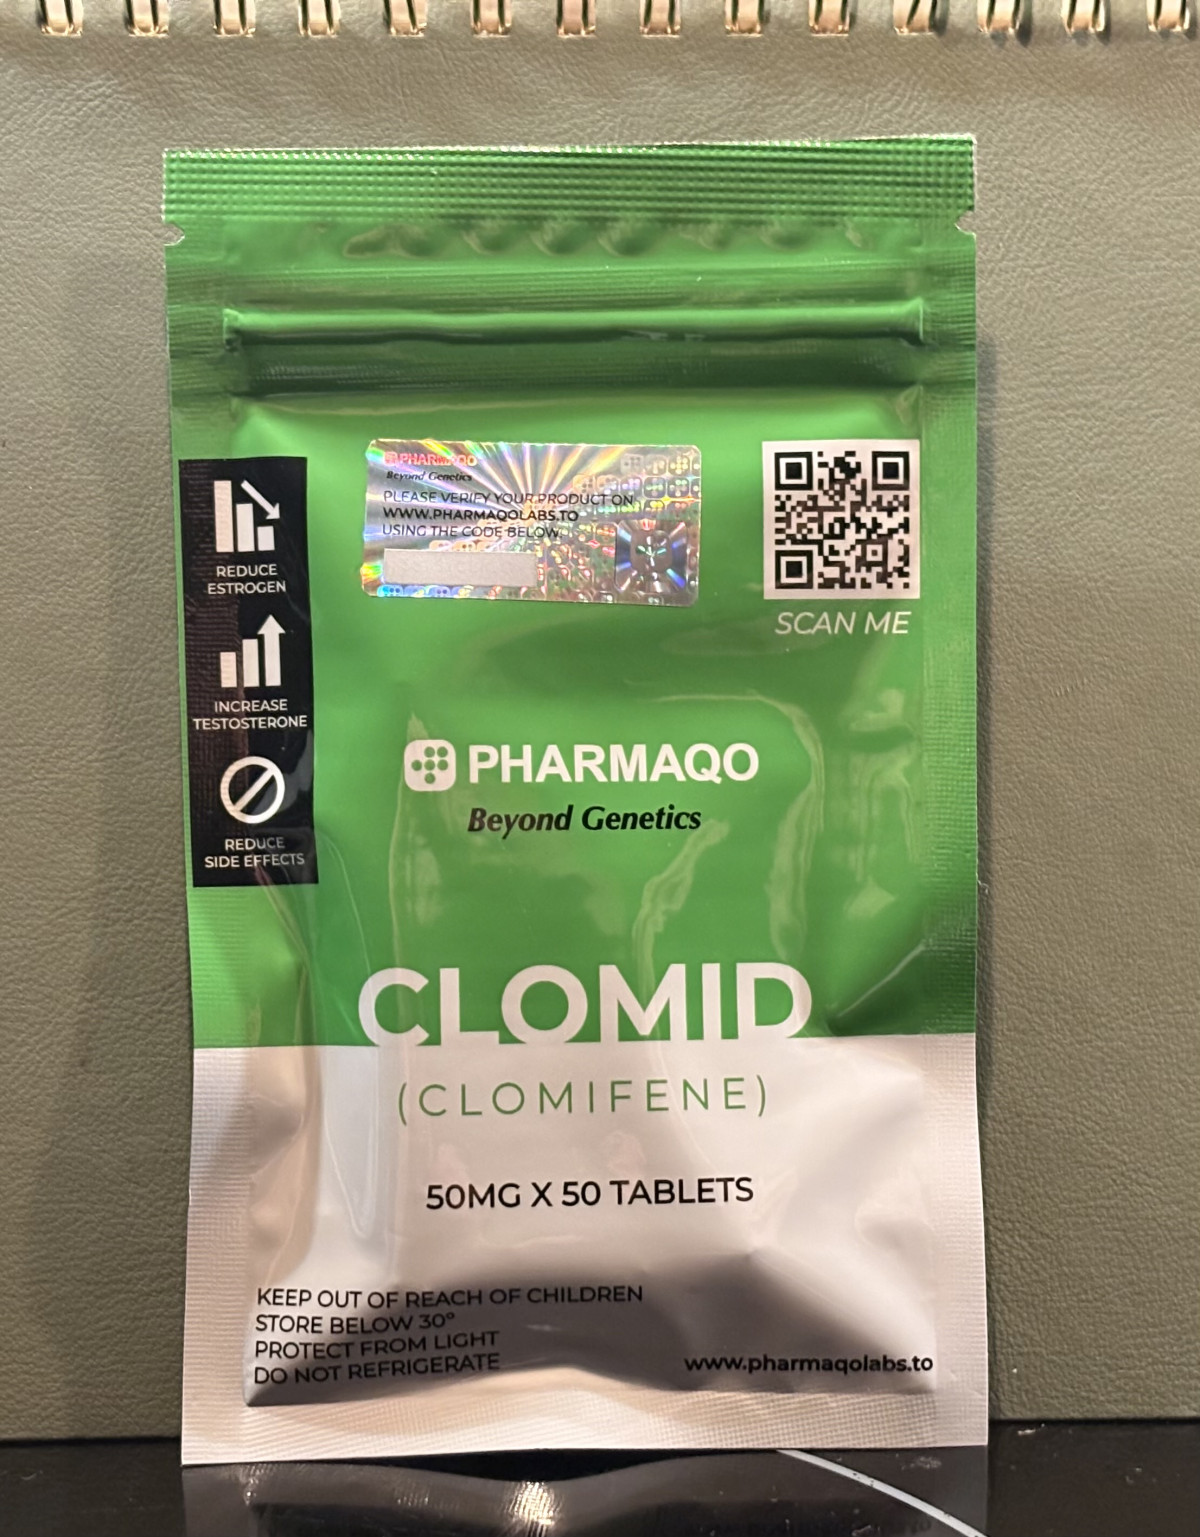 PHARMAQO
Beyond Genetics
PLEASE VERIFY YOUR PRODUCT ON
WWW.PHARMAQOLABS.TO
USING THE CODE BELOW.
SCAN ME
REDUCE
ESTROGEN
INCREASE
TESTOSTERONE
REDUCE
SIDE EFFECTS
PHARMAQO
Beyond Genetics
CLOMID
(CLOMIFENE)
50MG X 50 TABLETS
KEEP OUT OF REACH OF CHILDREN
STORE BELOW 30°
PROTECT FROM LIGHT
DO NOT REFRIGERATE
www.pharmaqolabs.to